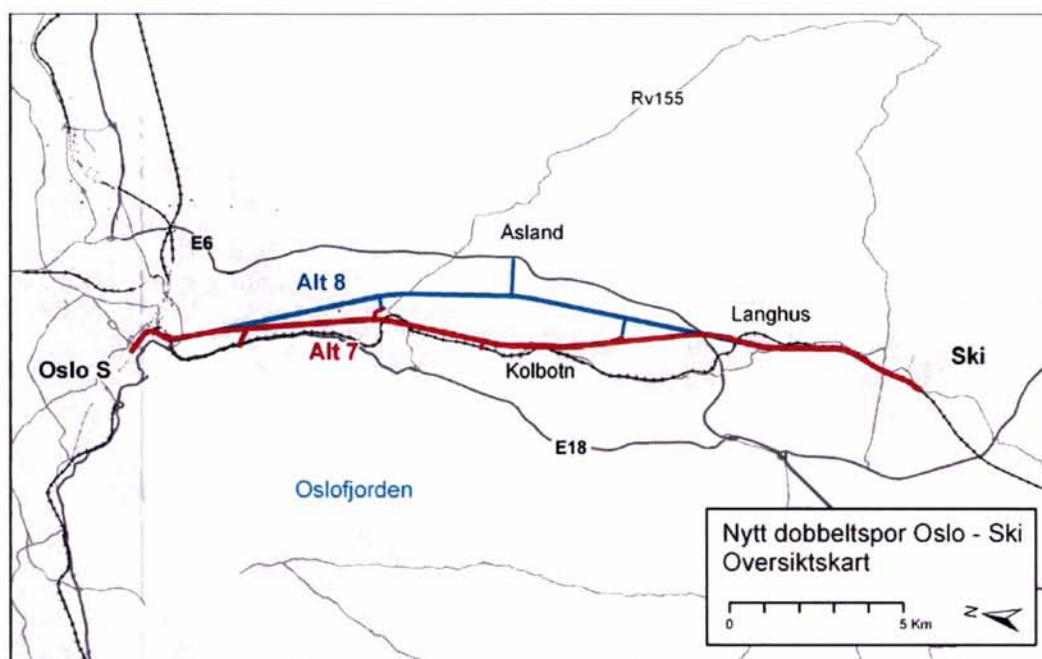 Rv155
Asland
E6
Alt 8
Langhus
Alt 7
Oslo S
Kolbotn
Ski
E18
Oslofjorden
Nytt dobbeltspor Oslo - Ski
Oversiktskart
0 5 Km
N